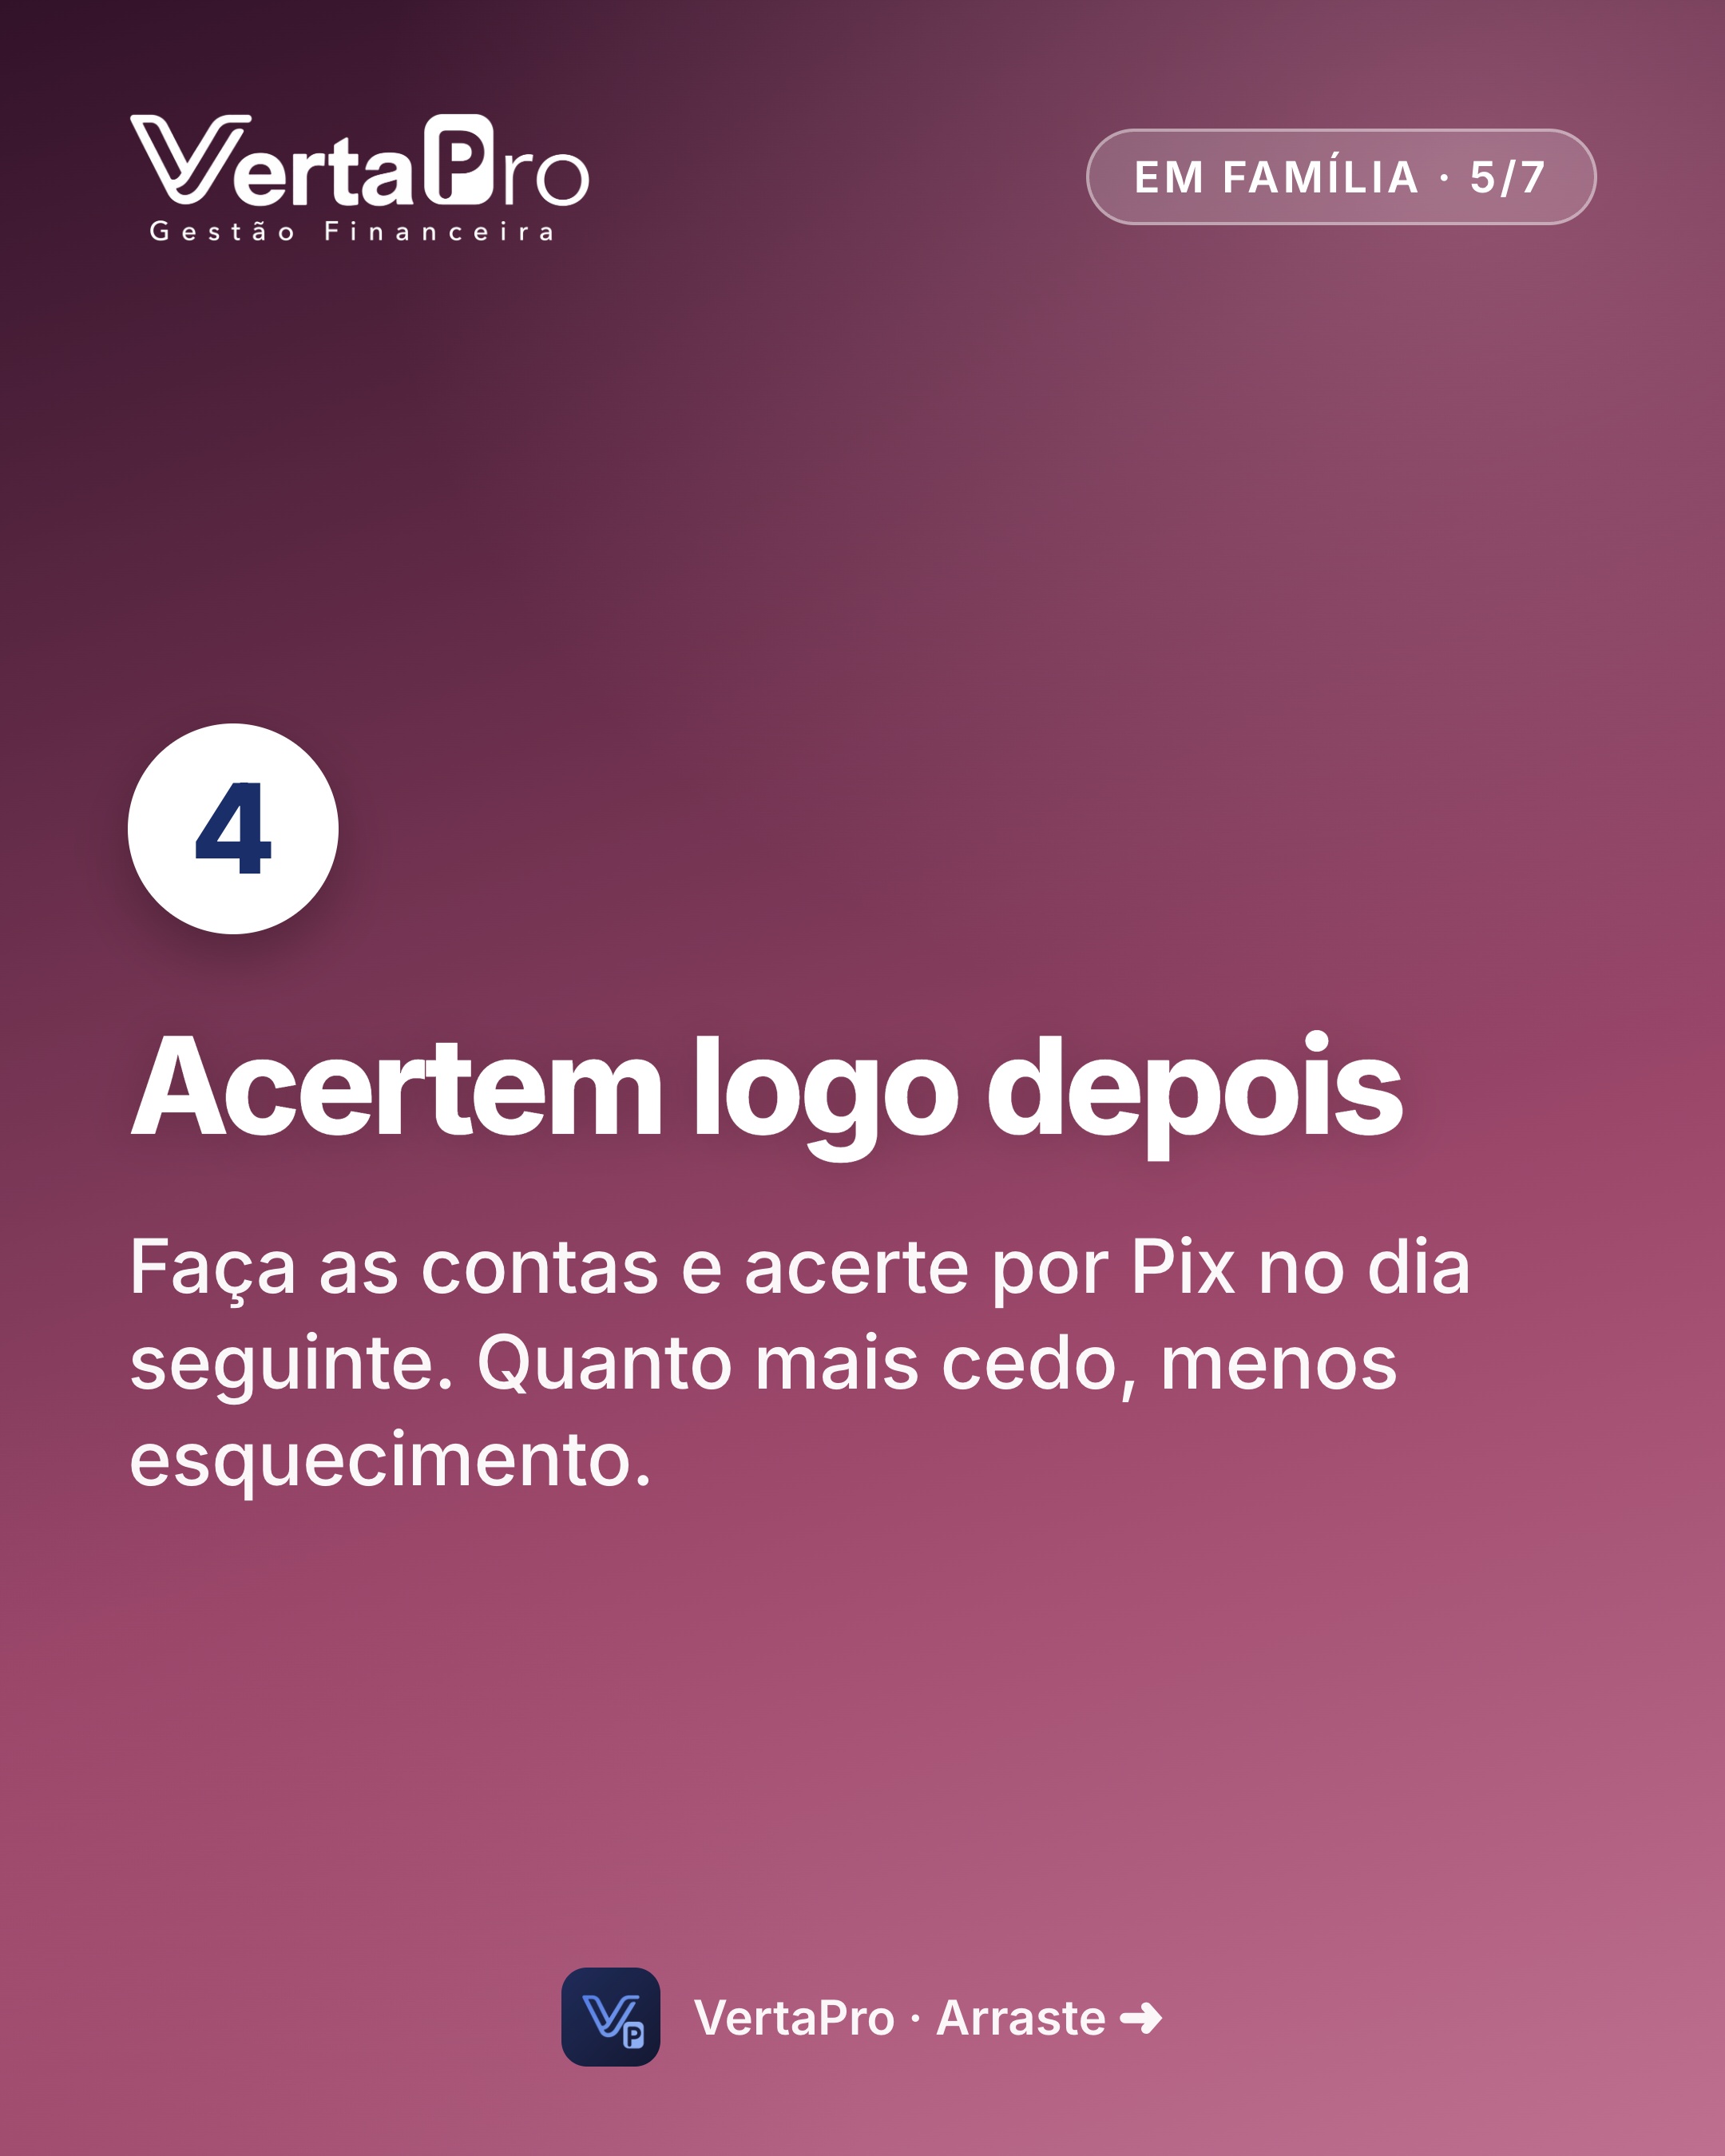 VertaPro
Gestão Financeira
EM FAMÍLIA · 5/7
4
Acertem logo depois
Faça as contas e acerte por Pix no dia
seguinte. Quanto mais cedo, menos
esquecimento.
VP
VertaPro · Arraste ➜